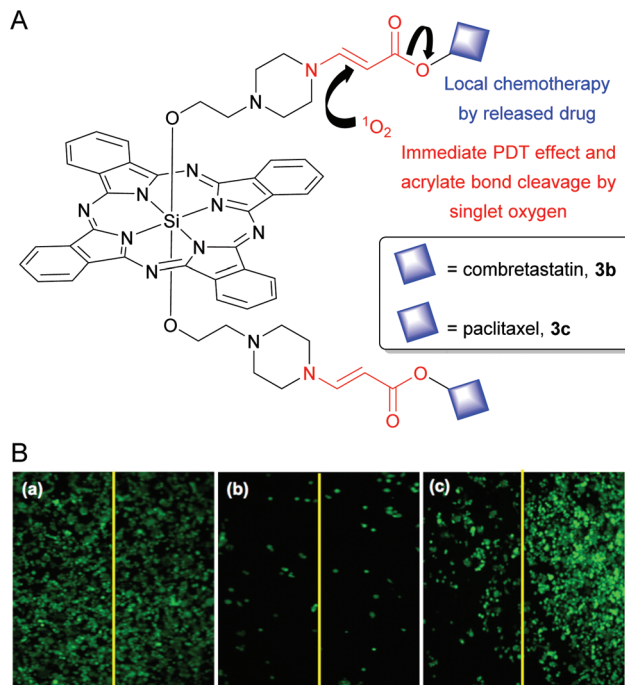 A
O
N
O
N
O
Local chemotherapy
by released drug
¹O₂
Immediate PDT effect and
acrylate bond cleavage by
singlet oxygen
N
N
N
N
Si
N
N
N
N
= combretastatin, 3b
= paclitaxel, 3c
O
N
N
O
O
B
(a)
(b)
(c)